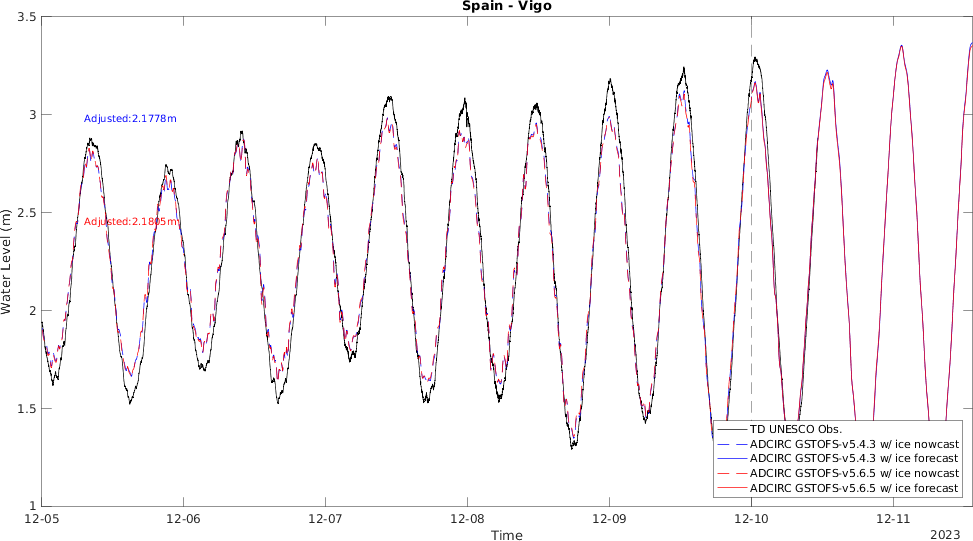 Spain - Vigo
3.5
3
2.5
2
1.5
1
Water Level (m)
Adjusted:2.1778m
Adjusted:2.1805m
TD UNESCO Obs.
ADCIRC GSTOFS-v5.4.3 w/ ice nowcast
ADCIRC GSTOFS-v5.4.3 w/ ice forecast
ADCIRC GSTOFS-v5.6.5 w/ ice nowcast
ADCIRC GSTOFS-v5.6.5 w/ ice forecast
12-05 12-06 12-07 12-08 12-09 12-10 12-11
Time
2023